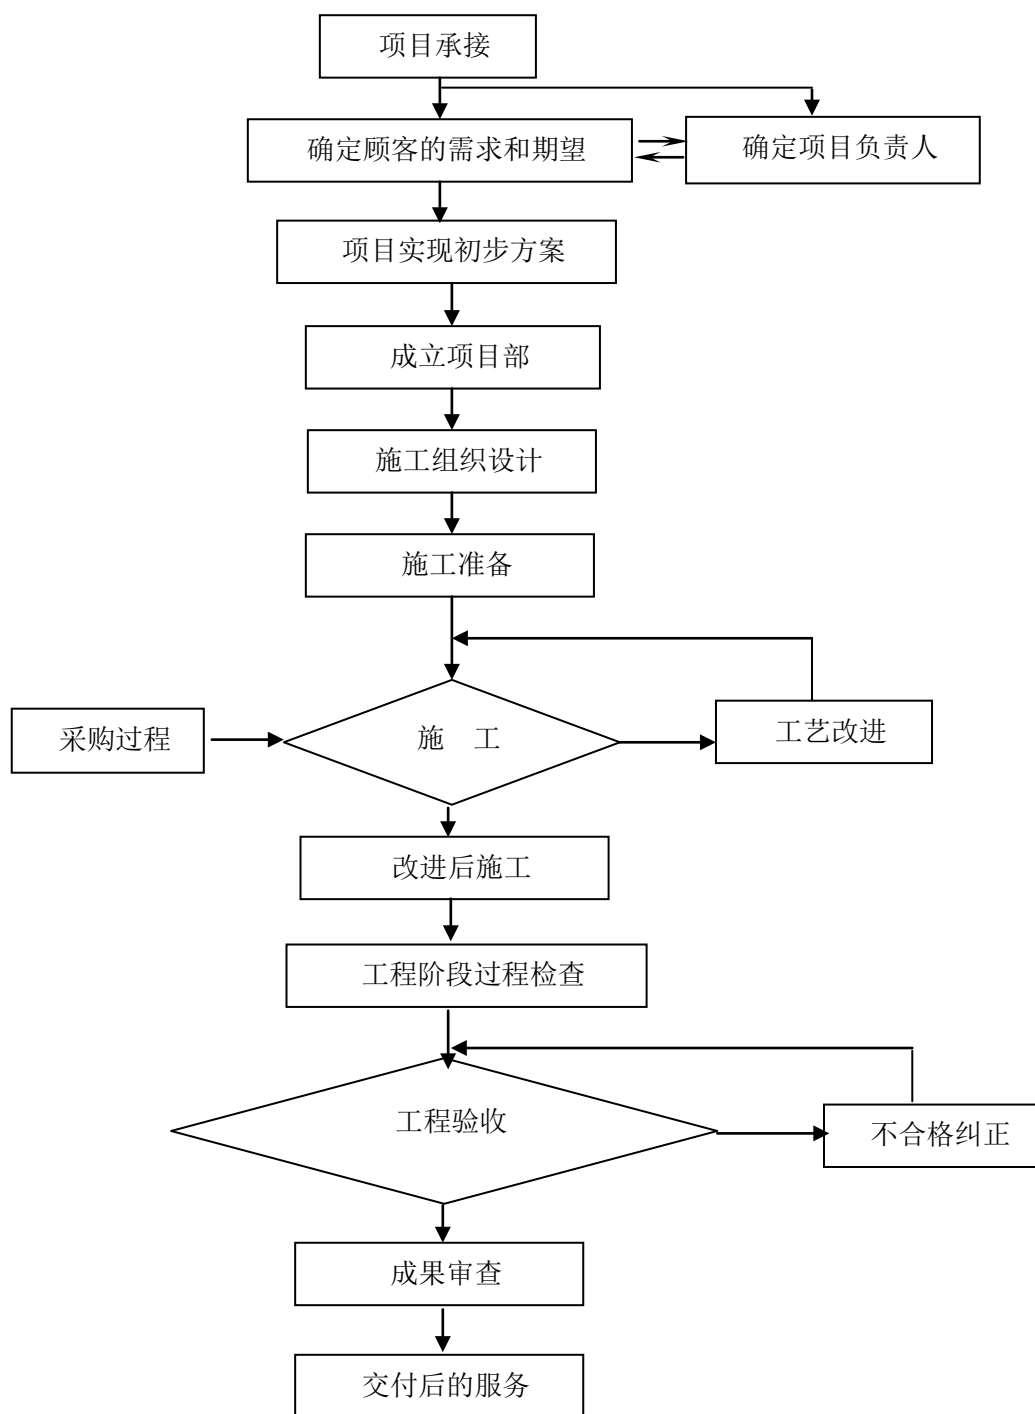 项目承接
确定顾客的需求和期望
确定项目负责人
项目实现初步方案
成立项目部
施工组织设计
施工准备
采购过程
施 工
工艺改进
改进后施工
工程阶段过程检查
工程验收
不合格纠正
成果审查
交付后的服务